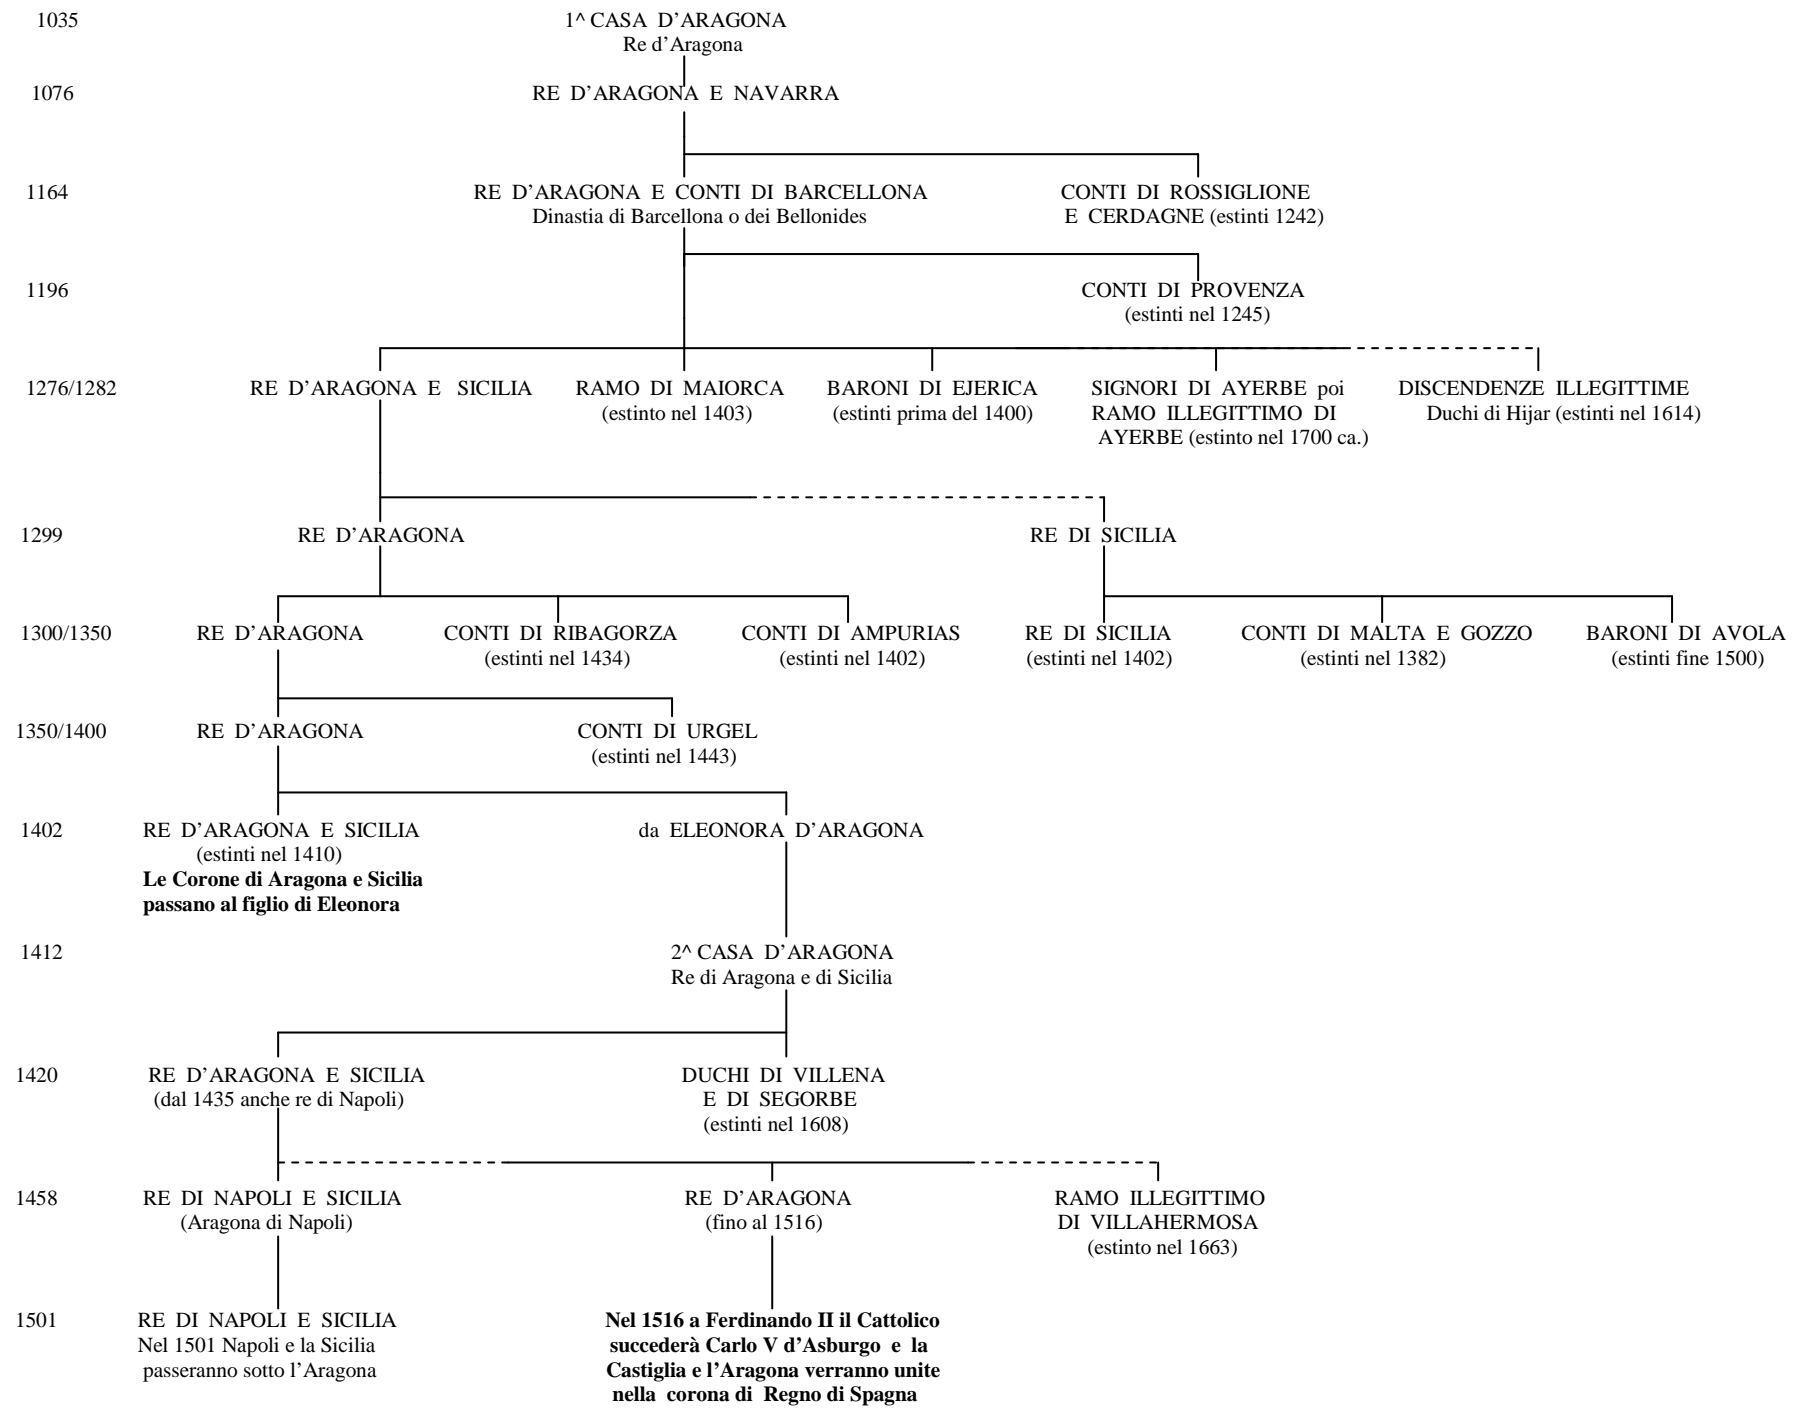 1035 1^ CASA D'ARAGONA
Re d'Aragona
1076 RE D'ARAGONA E NAVARRA
1164 RE D'ARAGONA E CONTI DI BARCELLONA CONTI DI ROSSIGLIONE
Dinastia di Barcellona o dei Bellonides E CERDAGNE (estinti 1242)
1196 CONTI DI PROVENZA
(estinti nel 1245)
1276/1282 RE D'ARAGONA E SICILIA RAMO DI MAIORCA BARONI DI EJERICA SIGNORI DI AYERBE poi DISCENDENZE ILLEGITTIME
(estinto nel 1403) (estinti prima del 1400) RAMO ILLEGITTIMO DI Duchi di Hijar (estinti nel 1614)
AYERBE (estinto nel 1700 ca.)
1299 RE D'ARAGONA RE DI SICILIA
1300/1350 RE D'ARAGONA CONTI DI RIBAGORZA CONTI DI AMPURIAS RE DI SICILIA CONTI DI MALTA E GOZZO BARONI DI AVOLA
(estinti nel 1434) (estinti nel 1402) (estinti nel 1402) (estinti nel 1382) (estinti fine 1500)
1350/1400 RE D'ARAGONA CONTI DI URGEL
(estinti nel 1443)
1402 RE D'ARAGONA E SICILIA da ELEONORA D'ARAGONA
(estinti nel 1410)
Le Corone di Aragona e Sicilia
passano al figlio di Eleonora
1412 2^ CASA D'ARAGONA
Re di Aragona e di Sicilia
1420 RE D'ARAGONA E SICILIA DUCHI DI VILLENA
(dal 1435 anche re di Napoli) E DI SEGORBE
(estinti nel 1608)
1458 RE DI NAPOLI E SICILIA RE D'ARAGONA RAMO ILLEGITTIMO
(Aragona di Napoli) (fino al 1516) DI VILLAHERMOSA
(estinto nel 1663)
1501 RE DI NAPOLI E SICILIA Nel 1516 a Ferdinando II il Cattolico
Nel 1501 Napoli e la Sicilia succederà Carlo V d'Asburgo e la
passeranno sotto l'Aragona Castiglia e l'Aragona verranno unite
nella corona di Regno di Spagna